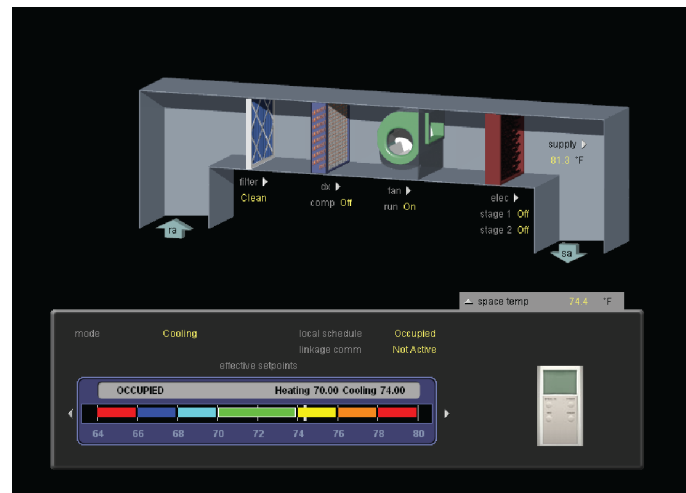 supply
81.3 °F
filter
Clean
dx
comp Off
fan
run On
elec
stage 1 Off
stage 2 Off
ra
sa
space temp 74.4 °F
mode Cooling local schedule Occupied
linkage comm Not Active
effective setpoints
OCCUPIED Heating 70.00 Cooling 74.00
64 66 68 70 72 74 76 78 80